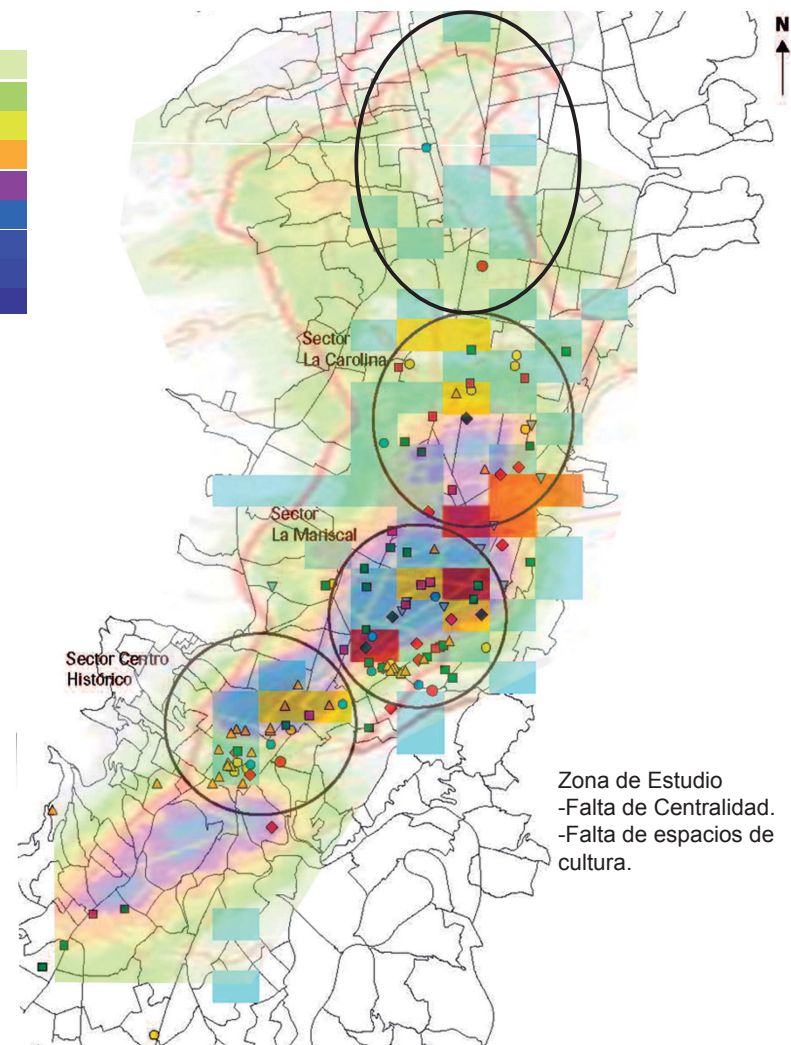 N
Sector
La Carolina
Sector
La Mariscal
Sector Centro
Histórico
Zona de Estudio
-Falta de Centralidad.
-Falta de espacios de
cultura.